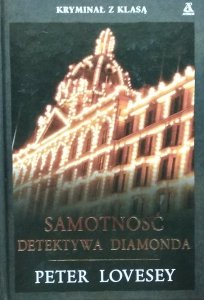 KRYMINAŁ Z KLASĄ
SAMOTNOŚĆ
DETEKTYWA DIAMONDA
PETER LOVESEY